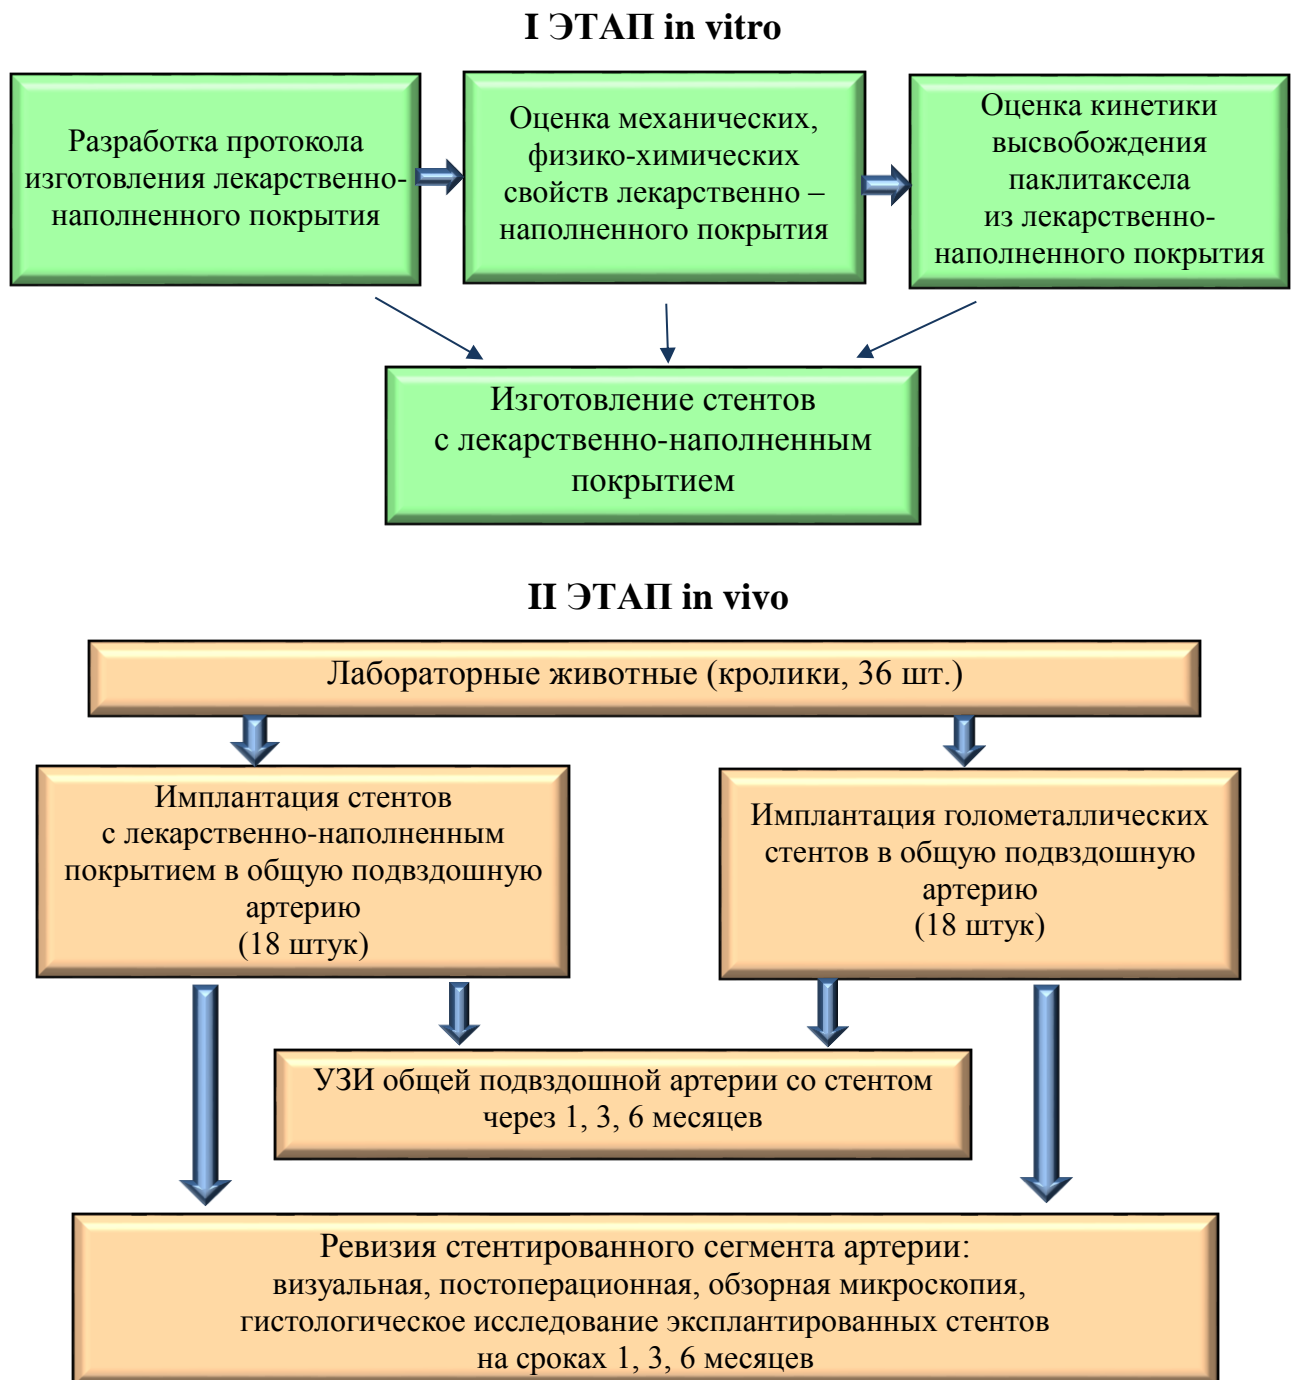 I ЭТАП in vitro
Разработка протокола
изготовления лекарственно-
наполненного покрытия
Оценка механических,
физико-химических
свойств лекарственно –
наполненного покрытия
Оценка кинетики
высвобождения
паклитаксела
из лекарственно-
наполненного покрытия
Изготовление стентов
с лекарственно-наполненным
покрытием
II ЭТАП in vivo
Лабораторные животные (кролики, 36 шт.)
Имплантация стентов
с лекарственно-наполненным
покрытием в общую подвздошную
артерию
(18 штук)
Имплантация голометаллических
стентов в общую подвздошную
артерию
(18 штук)
УЗИ общей подвздошной артерии со стентом
через 1, 3, 6 месяцев
Ревизия стентированного сегмента артерии:
визуальная, постоперационная, обзорная микроскопия,
гистологическое исследование эксплантированных стентов
на сроках 1, 3, 6 месяцев